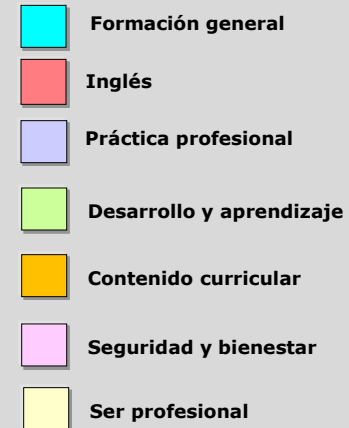 Formación general
Inglés
Práctica profesional
Desarrollo y aprendizaje
Contenido curricular
Seguridad y bienestar
Ser profesional